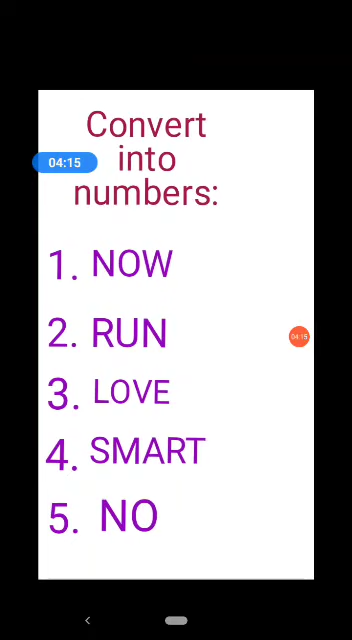 Convert
into
04:15
numbers:
1. NOW
2. RUN
04:15
3. LOVE
4. SMART
5. NO